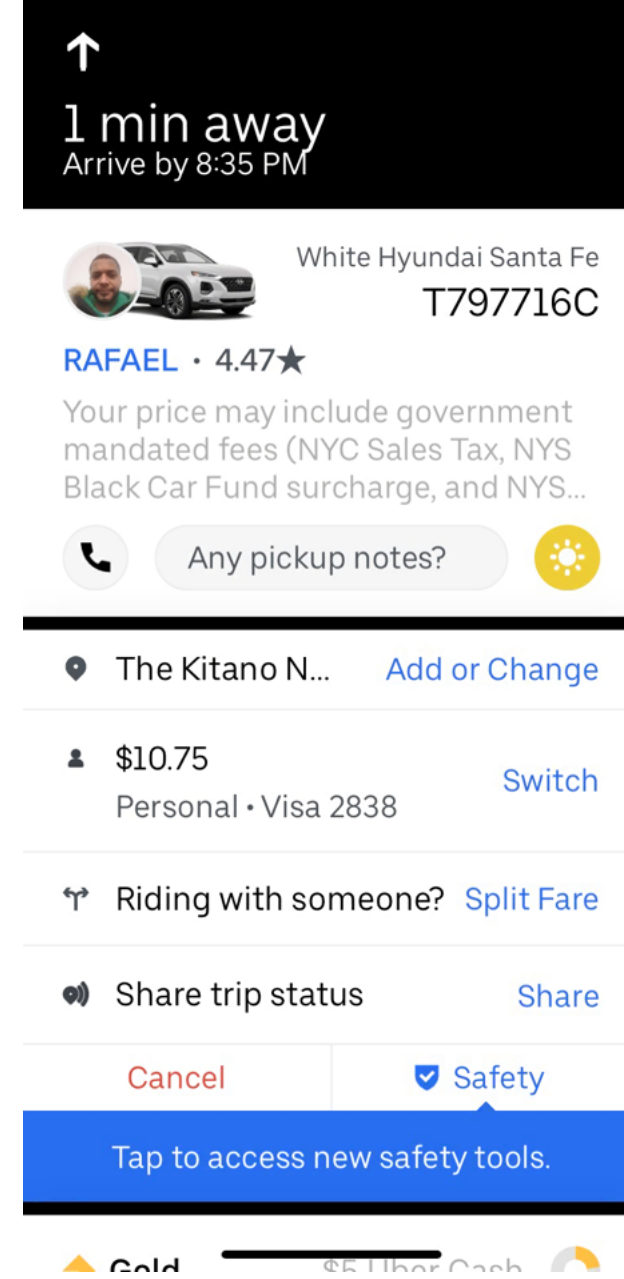 1 min away
Arrive by 8:35 PM
White Hyundai Santa Fe
T797716C
RAFAEL • 4.47★
Your price may include government
mandated fees (NYC Sales Tax, NYS
Black Car Fund surcharge, and NYS...
Any pickup notes?
The Kitano N... Add or Change
$10.75
Personal • Visa 2838
Switch
Riding with someone? Split Fare
Share trip status Share
Cancel Safety
Tap to access new safety tools.
Gold $5 Uber Cash